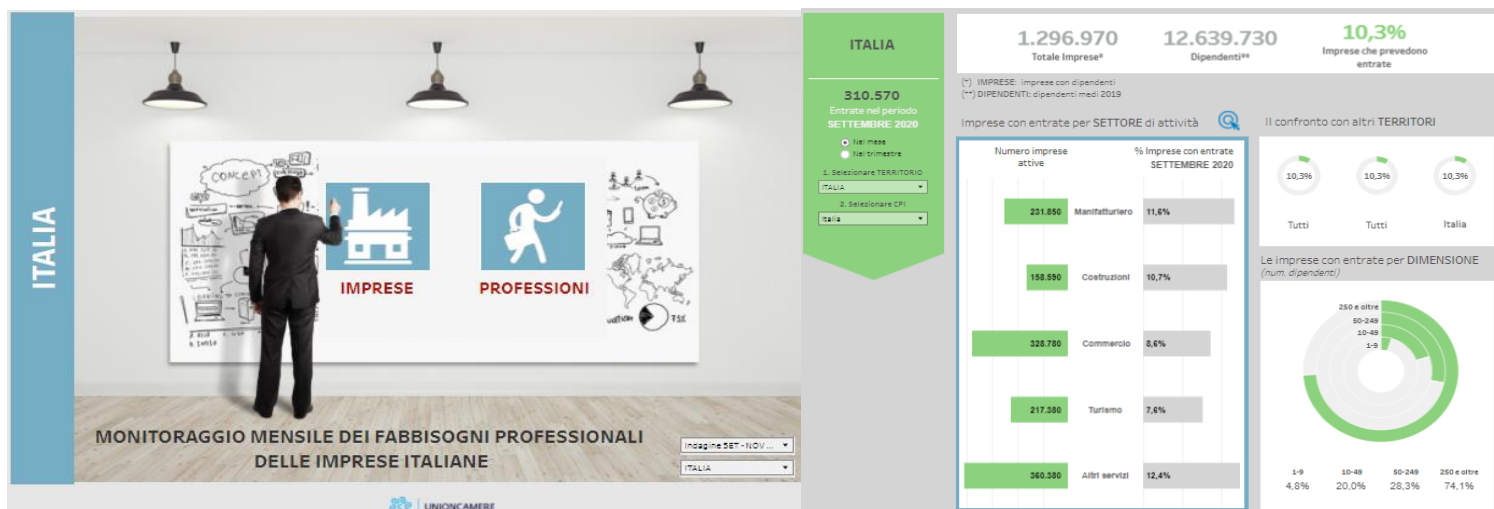 ITALIA
CONCEPT
IMPRESE
PROFESSIONI
75%
MONITORAGGIO MENSILE DEI FABBISOGNI PROFESSIONALI
DELLE IMPRESE ITALIANE
Indagine SET - NOV ...
ITALIA
UNIONCAMERE
ITALIA
310.570
Entrate nel periodo
SETTEMBRE 2020
Nel mese
Nel trimestre
1. Selezionare TERRITORIO
ITALIA
2. Selezionare CPI
Italia
1.296.970
Totale Imprese*
12.639.730
Dipendenti**
10,3%
Imprese che prevedono
entrate
(*) IMPRESE: imprese con dipendenti
(**) DIPENDENTI: dipendenti medi 2019
Imprese con entrate per SETTORE di attività
Numero imprese
attive
% Imprese con entrate
SETTEMBRE 2020
231.850 Manifatturiero 11,6%
158.590 Costruzioni 10,7%
328.780 Commercio 8,6%
217.380 Turismo 7,6%
360.380 Altri servizi 12,4%
Il confronto con altri TERRITORI
10,3% 10,3% 10,3%
Tutti Tutti Italia
Le imprese con entrate per DIMENSIONE
(num. dipendenti)
250 e oltre
50-249
10-49
1-9
1-9 10-49 50-249 250 e oltre
4,8% 20,0% 28,3% 74,1%